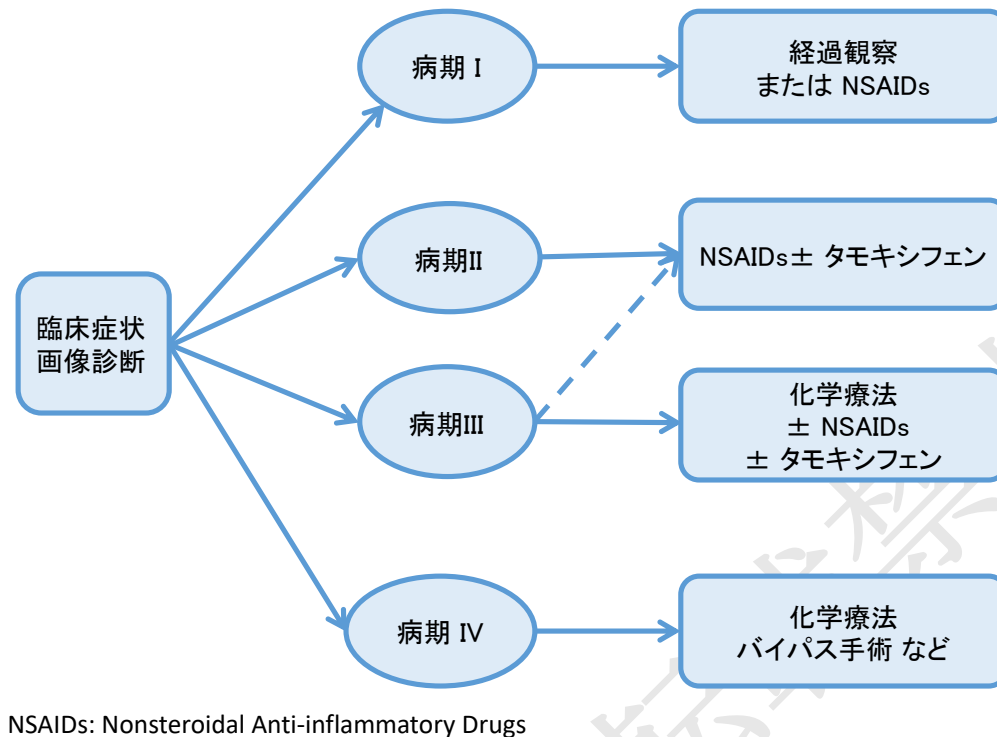 病期 I
経過観察
または NSAIDs
病期II
NSAIDs± タモキシフェン
臨床症状
画像診断
病期III
化学療法
± NSAIDs
± タモキシフェン
病期 IV
化学療法
バイパス手術 など
NSAIDs: Nonsteroidal Anti-inflammatory Drugs
転載禁